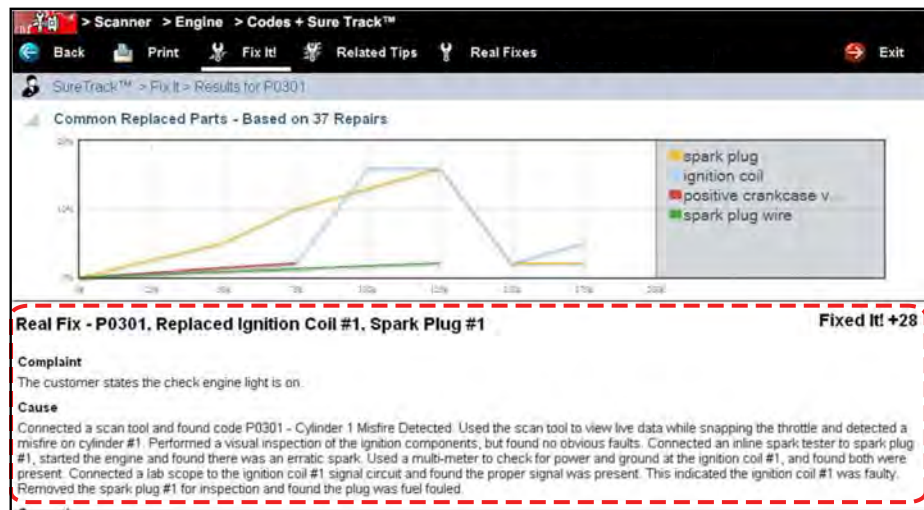 > Scanner > Engine > Codes + Sure Track™
Back Print Fix It! Related Tips Real Fixes Exit
SureTrack™ > Fix It > Results for P0301
Common Replaced Parts - Based on 37 Repairs
spark plug
ignition coil
positive crankcase v...
spark plug wire
Real Fix - P0301, Replaced Ignition Coil #1, Spark Plug #1 Fixed It! +28
Complaint
The customer states the check engine light is on.
Cause
Connected a scan tool and found code P0301 - Cylinder 1 Misfire Detected. Used the scan tool to view live data while snapping the throttle and detected a
misfire on cylinder #1. Performed a visual inspection of the ignition components, but found no obvious faults. Connected an inline spark tester to spark plug
#1, started the engine and found there was an erratic spark. Used a multi-meter to check for power and ground at the ignition coil #1, and found both were
present. Connected a lab scope to the ignition coil #1 signal circuit and found the proper signal was present. This indicated the ignition coil #1 was faulty.
Removed the spark plug #1 for inspection and found the plug was fuel fouled.